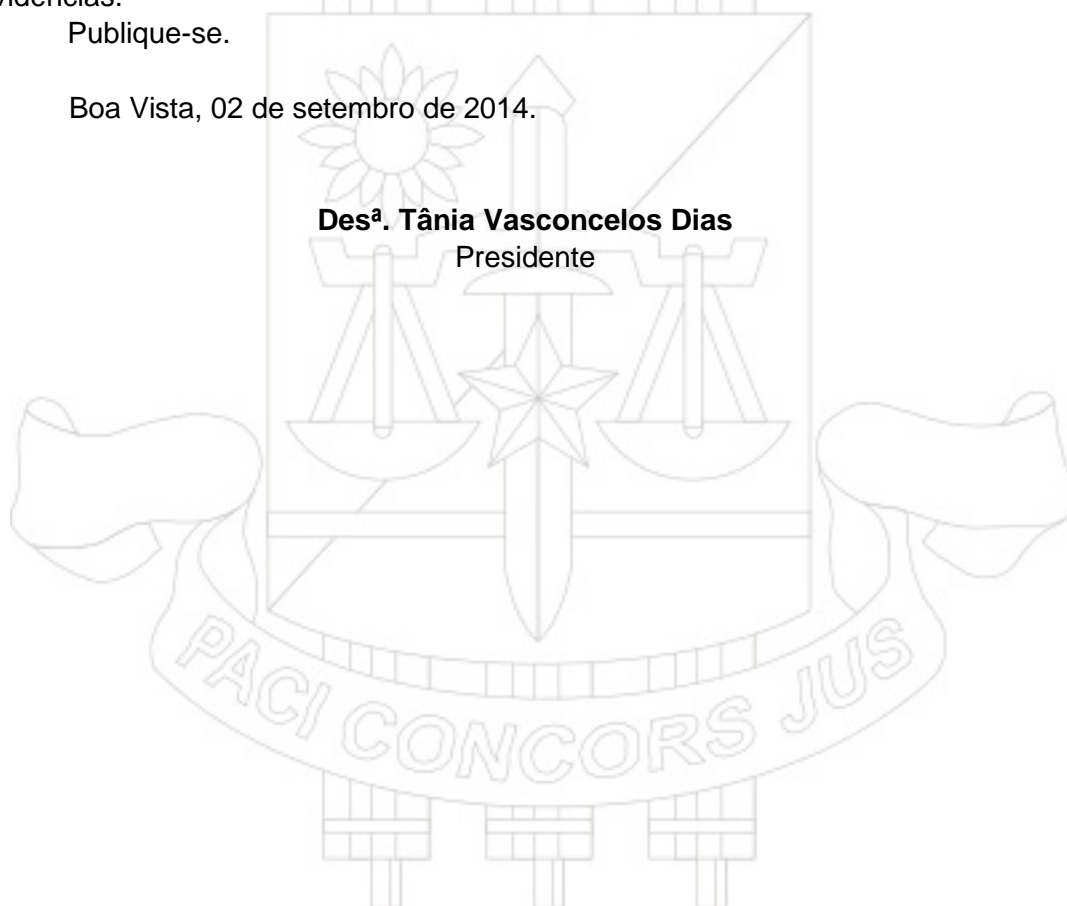 Publique-se.
Boa Vista, 02 de setembro de 2014.
Desª. Tânia Vasconcelos Dias
Presidente
PACI CONCORS JUS